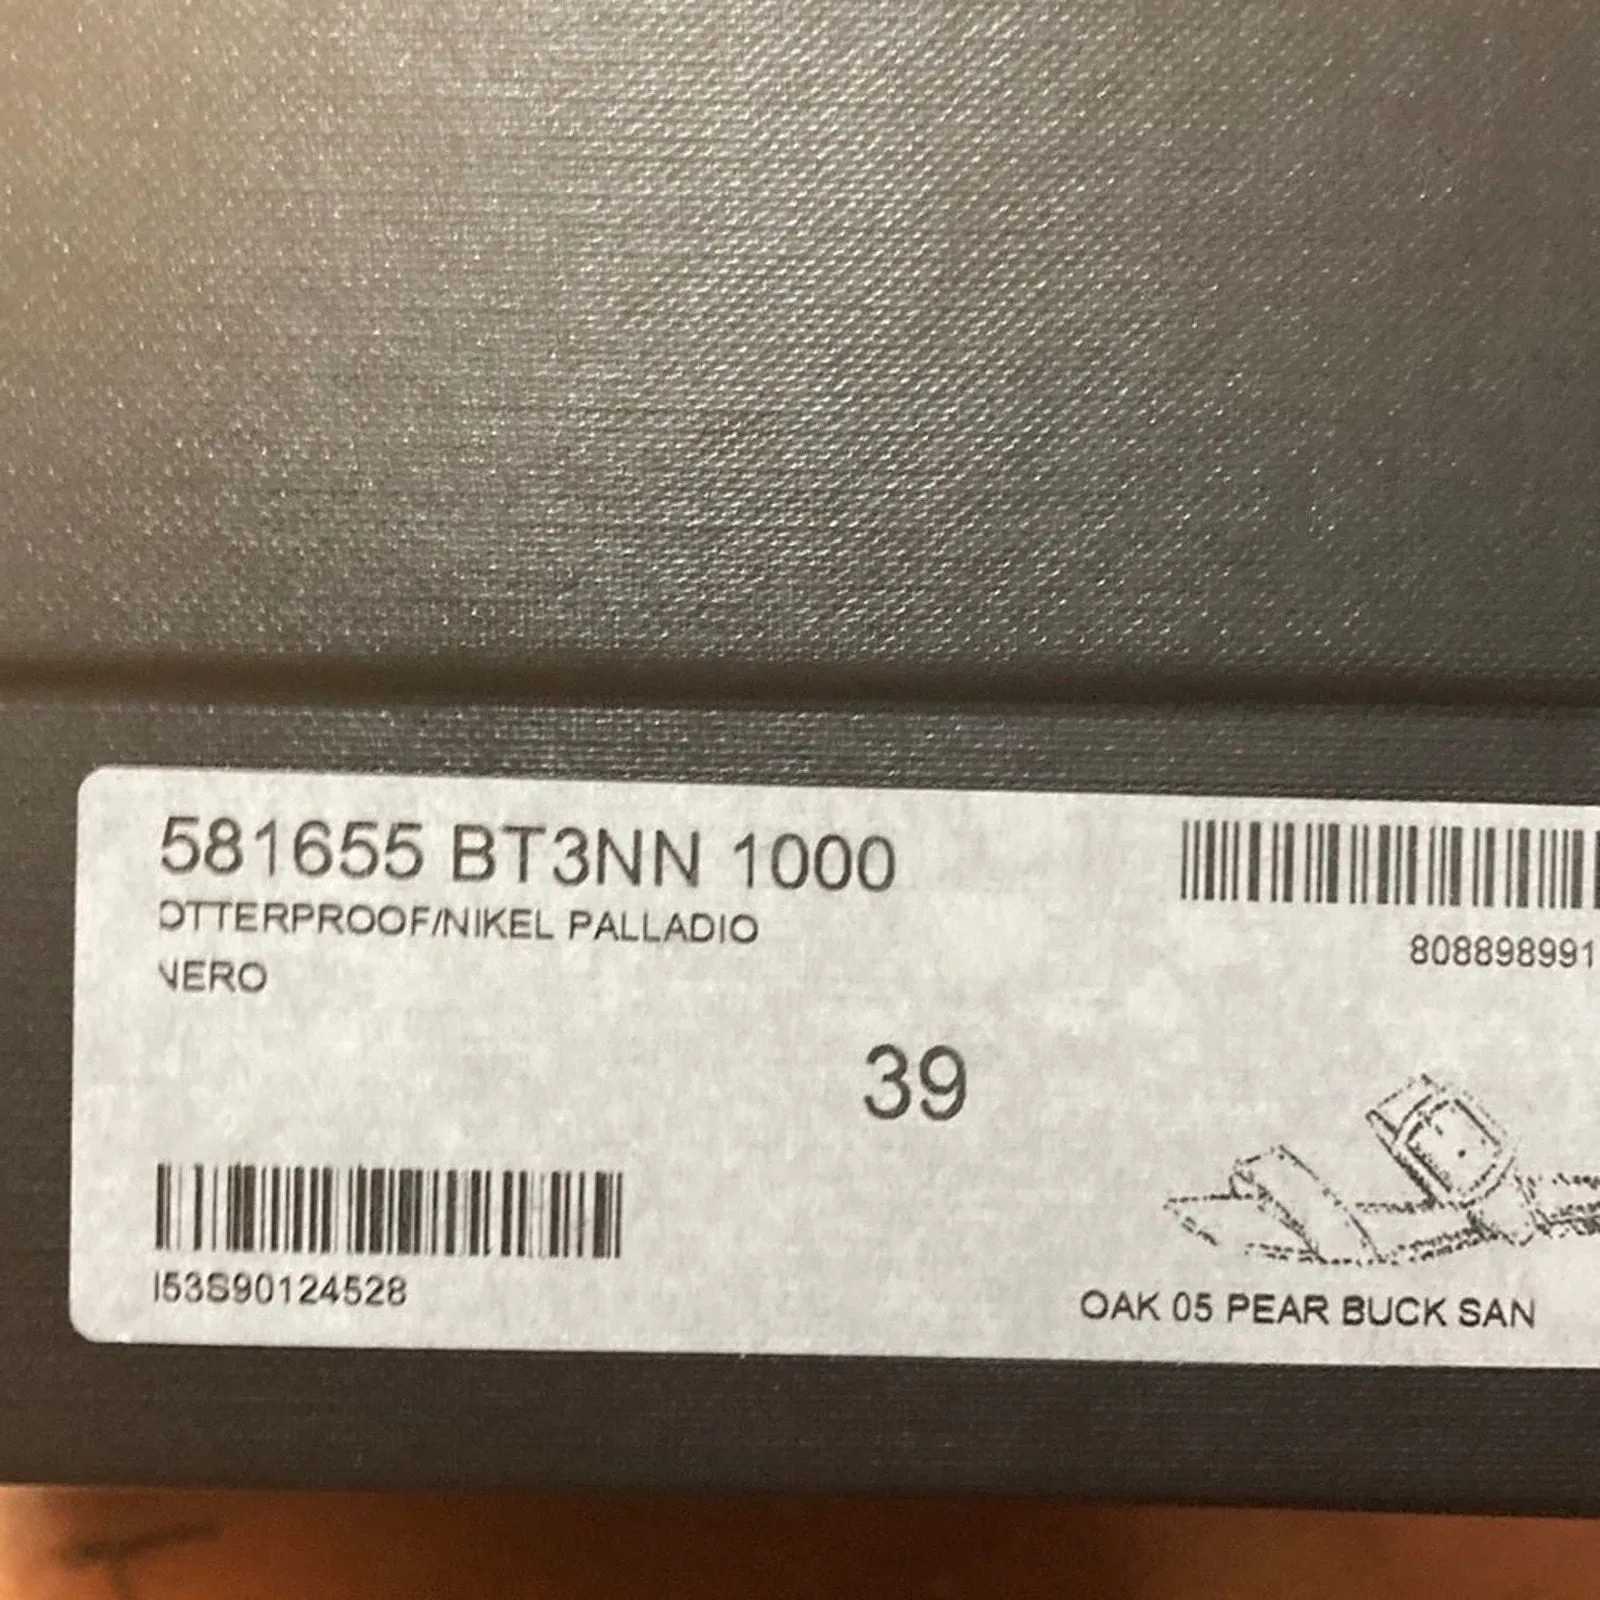 581655 BT3NN 1000
OTTERPROOF/NIKEL PALLADIO
NERO
808898991
39
I53S90124528
OAK 05 PEAR BUCK SAN